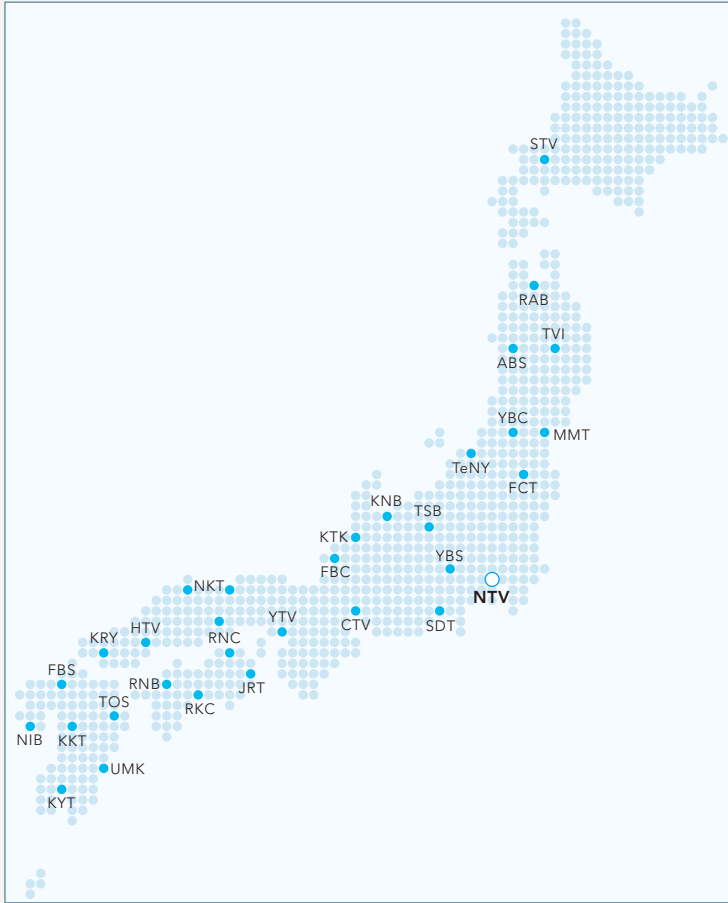 STV
RAB
TVI
ABS
YBC
MMT
TeNY
FCT
KNB
TSB
KTK
FBC
YBS
NKT
NTV
HTV
RNC
YTV
CTV
SDT
KRY
FBS
RNB
JRT
RKC
TOS
NIB
KKT
UMK
KYT